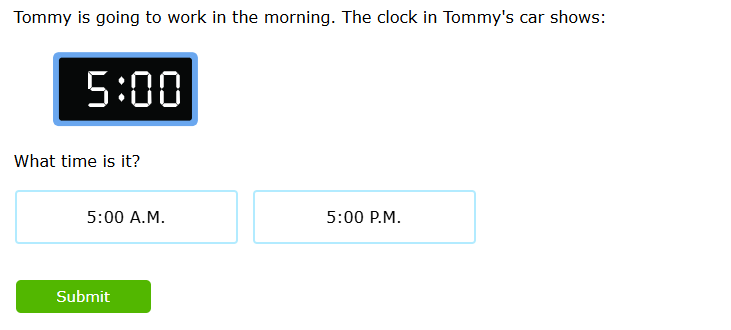 Tommy is going to work in the morning. The clock in Tommy's car shows:
5:00
What time is it?
5:00 A.M.
5:00 P.M.
Submit